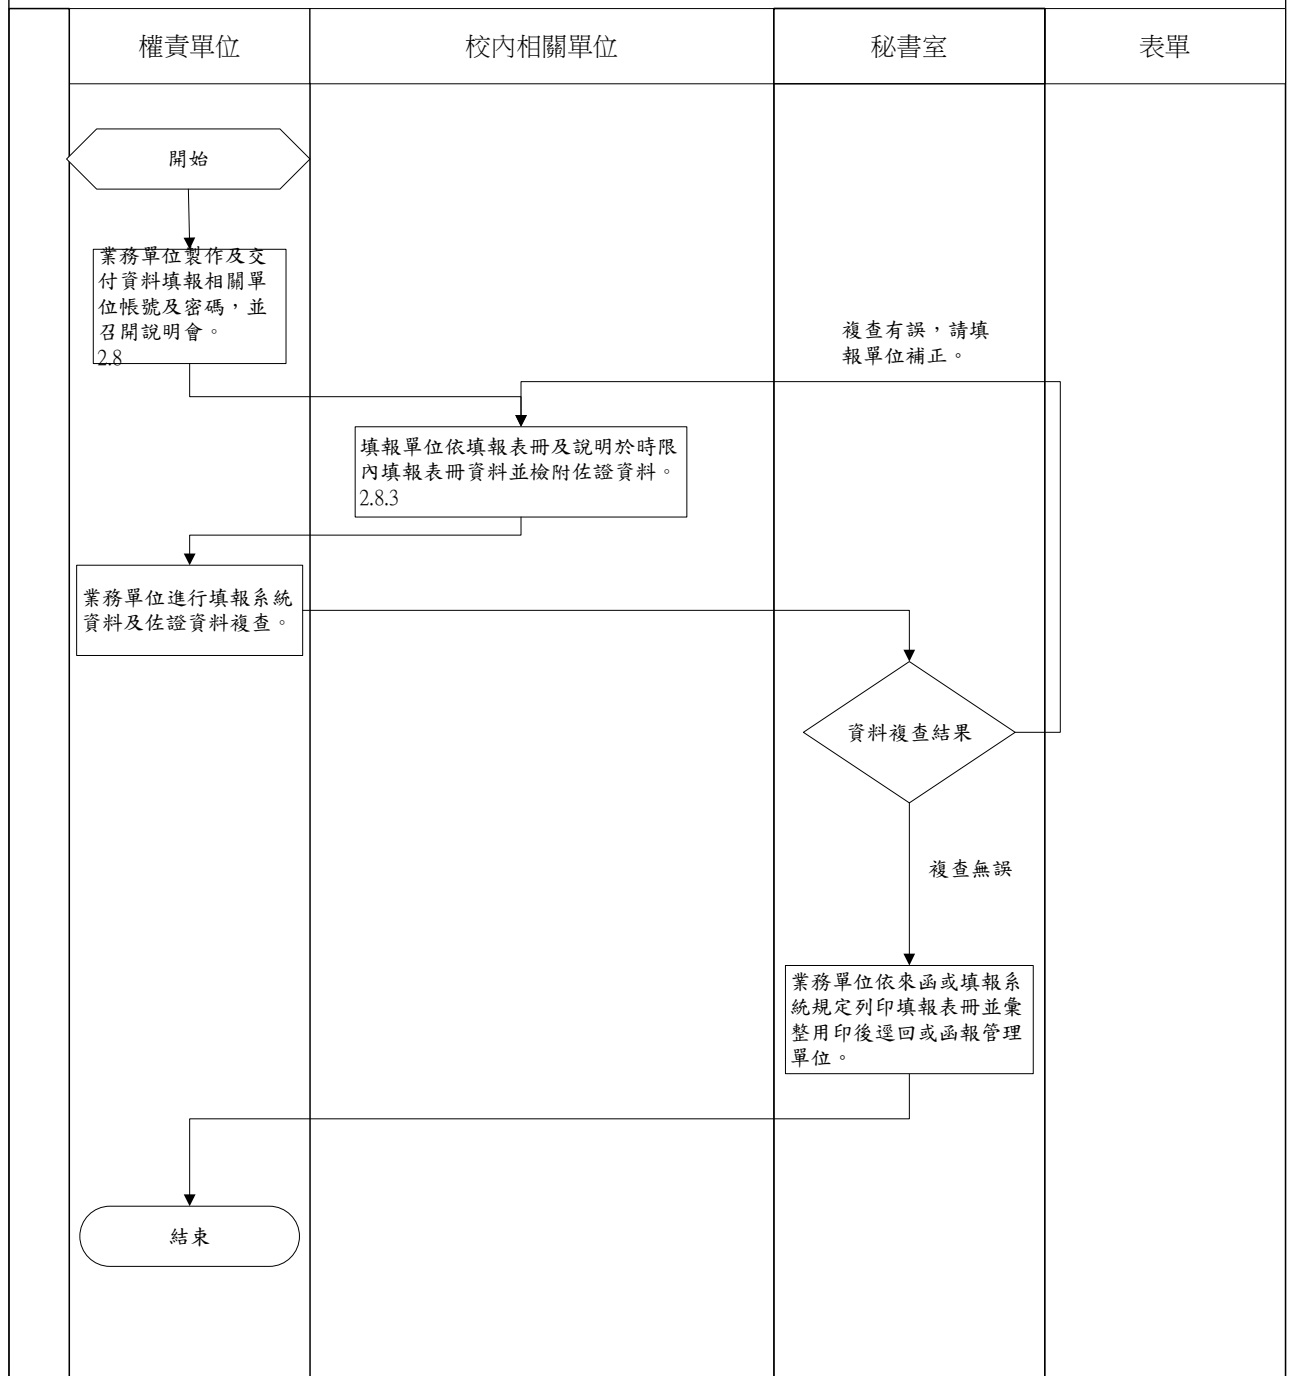 權責單位
校內相關單位
秘書室
表單
開始
業務單位製作及交
付資料填報相關單
位帳號及密碼，並
召開說明會。
2.8
複查有誤，請填
報單位補正。
填報單位依填報表冊及說明於時限
內填報表冊資料並檢附佐證資料。
2.8.3
業務單位進行填報系統
資料及佐證資料複查。
資料複查結果
複查無誤
業務單位依來函或填報系
統規定列印填報表冊並彙
整用印後逕回或函報管理
單位。
結束